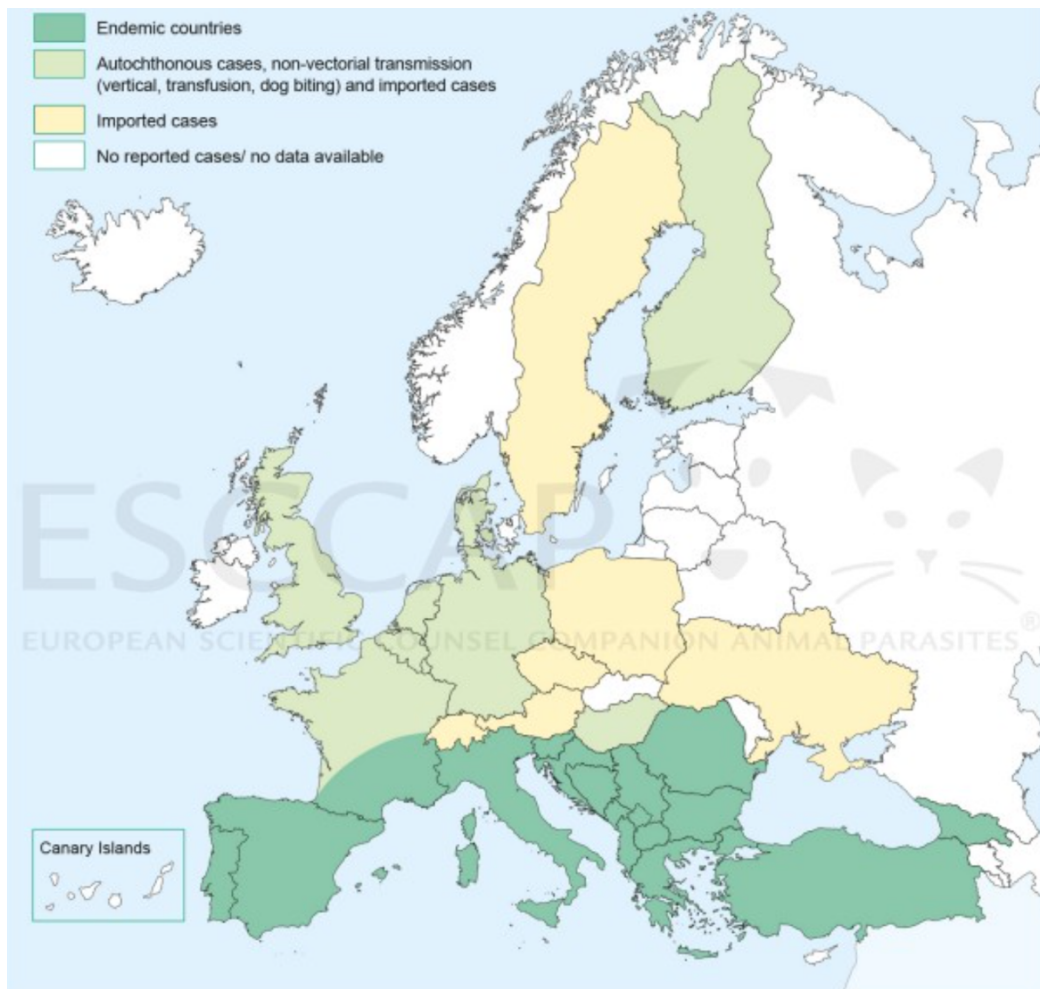 Endemic countries
Autochthonous cases, non-vectorial transmission
(vertical, transfusion, dog biting) and imported cases
Imported cases
No reported cases/ no data available
ESCCAP
®
EUROPEAN SCIENTIFIC COUNSEL COMPANION ANIMAL PARASITES
Canary Islands